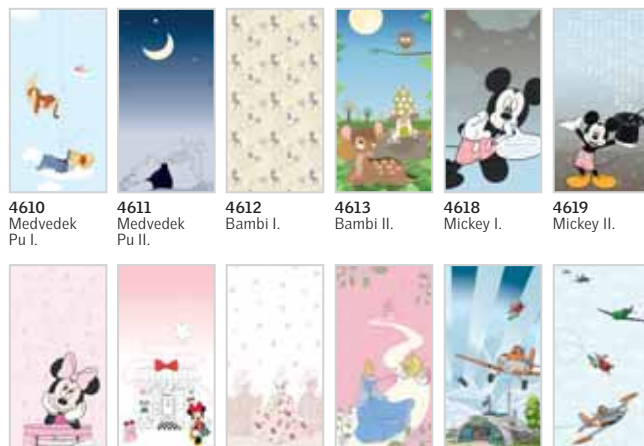 4610
Medvedek
Pu I.
4611
Medvedek
Pu II.
4612
Bambi I.
4613
Bambi II.
4618
Mickey I.
4619
Mickey II.